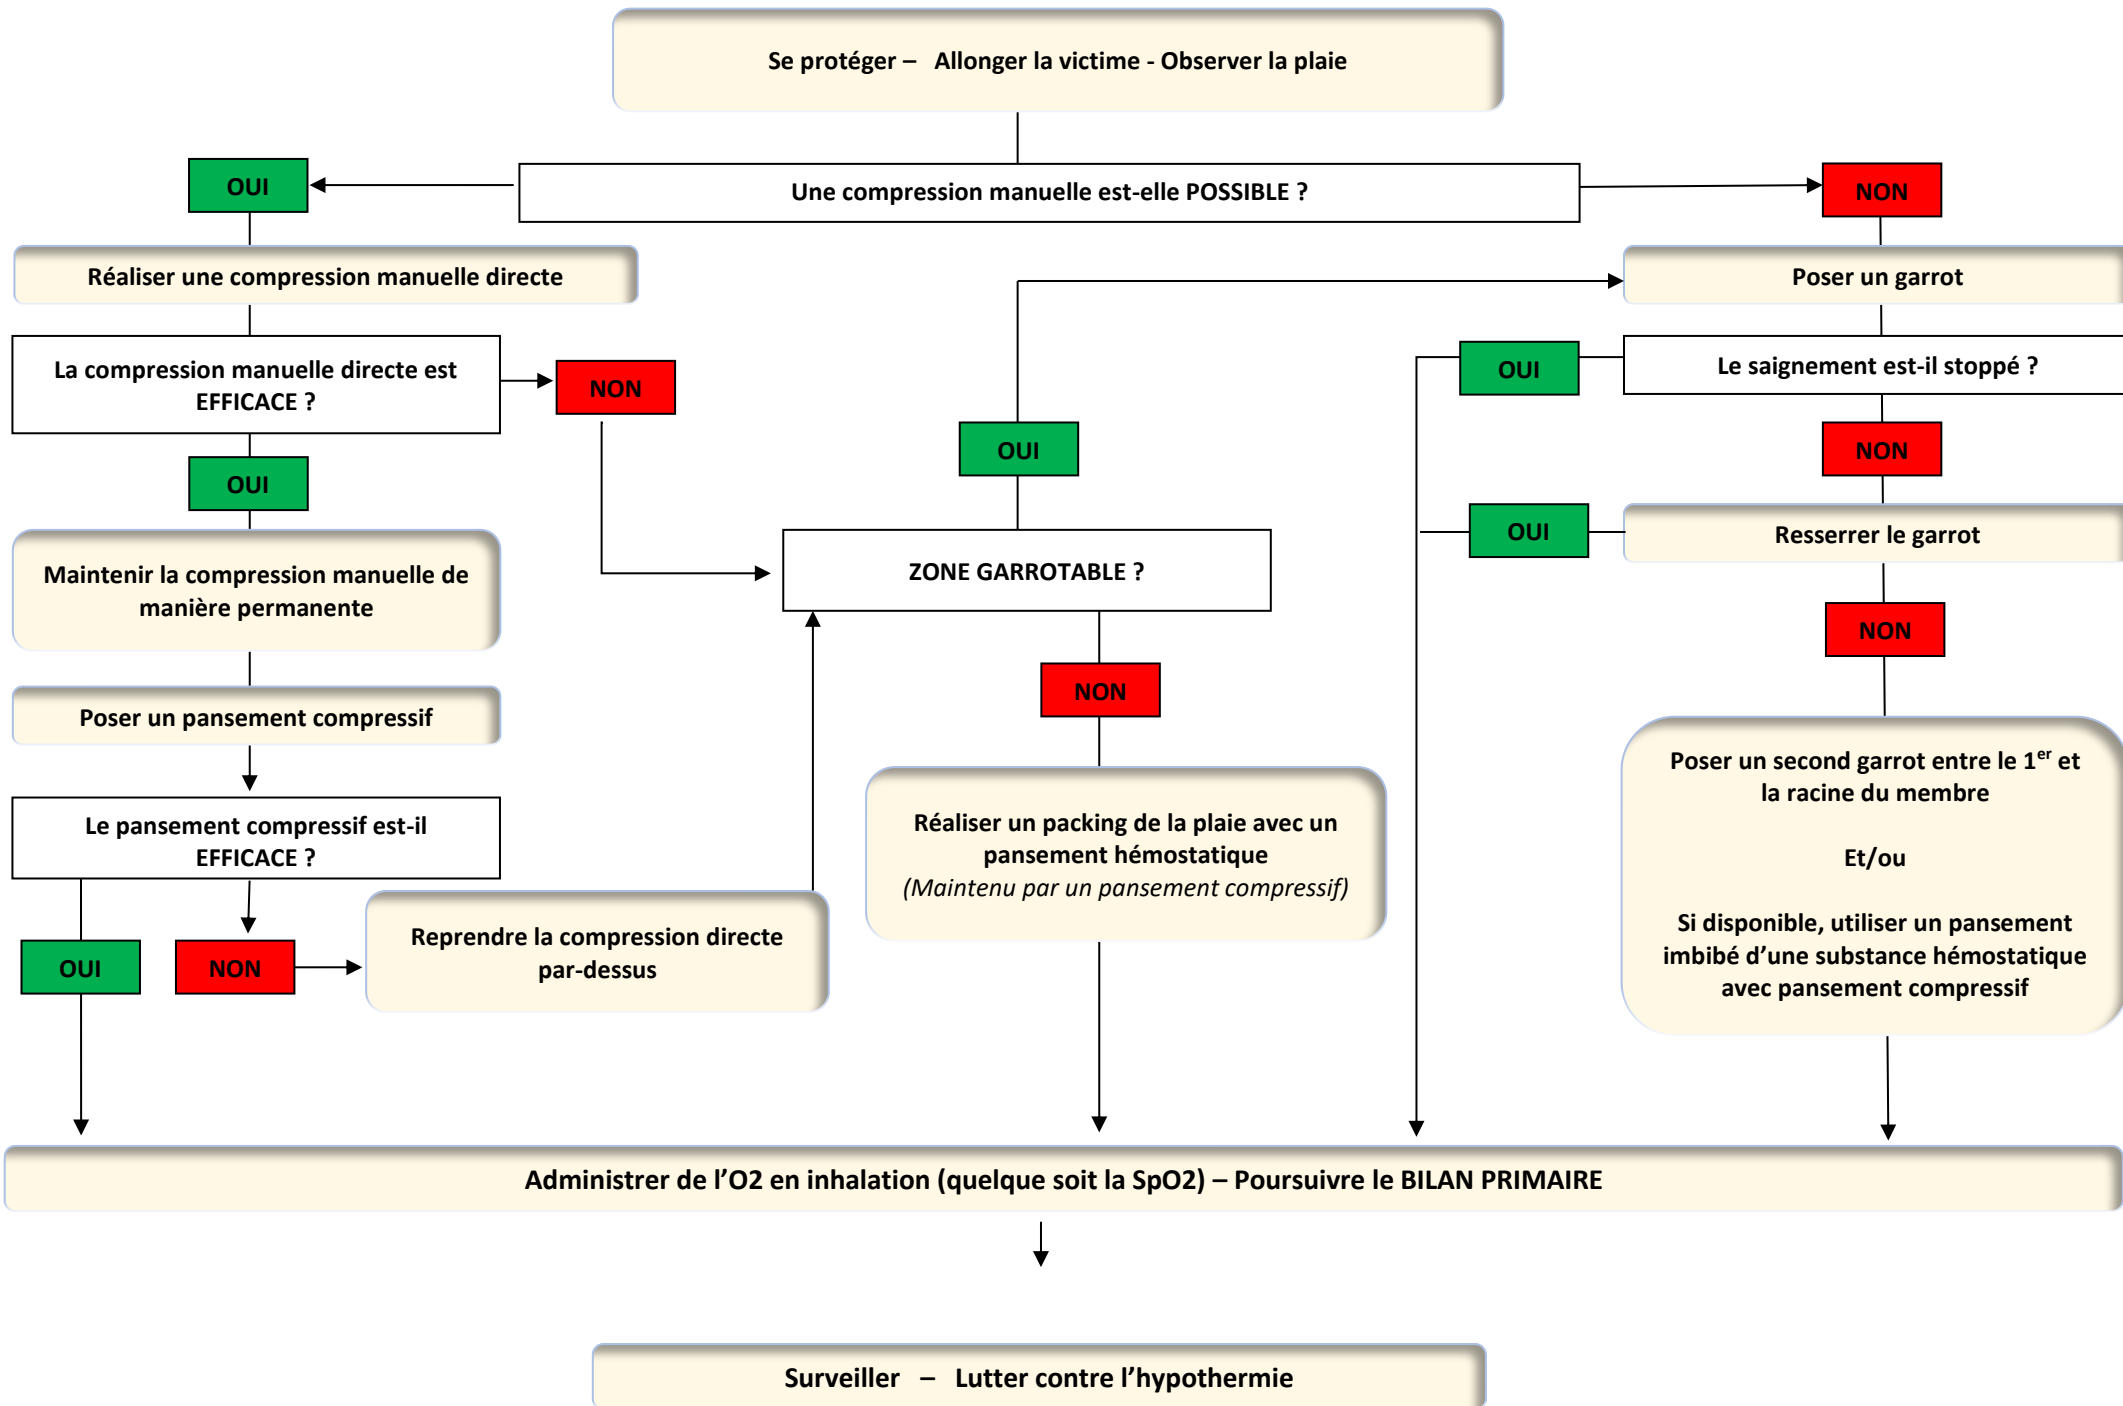 Se protéger – Allonger la victime - Observer la plaie
OUI
Une compression manuelle est-elle POSSIBLE ?
NON
Réaliser une compression manuelle directe
Poser un garrot
La compression manuelle directe est
EFFICACE ?
NON
OUI
Le saignement est-il stoppé ?
OUI
OUI
NON
Maintenir la compression manuelle de
manière permanente
ZONE GARROTABLE ?
OUI
Resserrer le garrot
NON
NON
Poser un pansement compressif
Le pansement compressif est-il
EFFICACE ?
Réaliser un packing de la plaie avec un
pansement hémostatique
(Maintenu par un pansement compressif)
Poser un second garrot entre le 1er et
la racine du membre
Et/ou
Si disponible, utiliser un pansement
imbibé d’une substance hémostatique
avec pansement compressif
OUI
NON
Reprendre la compression directe
par-dessus
Administrer de l’O2 en inhalation (quelque soit la SpO2) – Poursuivre le BILAN PRIMAIRE
Surveiller – Lutter contre l’hypothermie